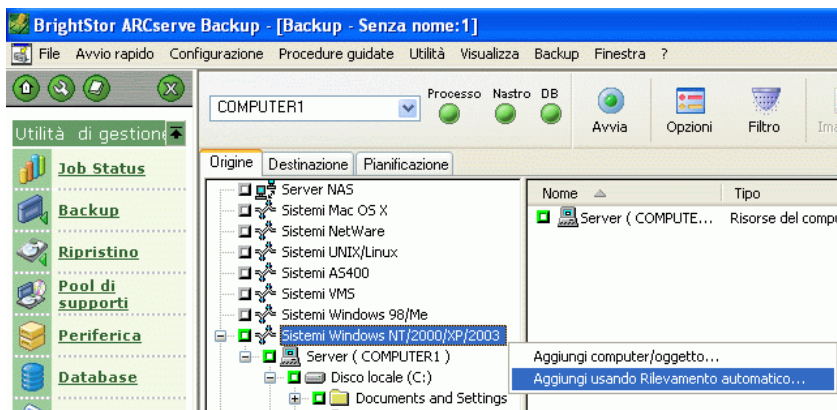 BrightStor ARCserve Backup - [Backup - Senza nome:1]
File Avvio rapido Configurazione Procedure guidate Utilità Visualizza Backup Finestra ?
COMPUTER1
Processo Nastro DB
Avvia Opzioni Filtro
Utilità di gestione
Job Status
Backup
Ripristino
Pool di
supporti
Periferica
Database
Origine Destinazione Pianificazione
Server NAS
Sistemi Mac OS X
Sistemi NetWare
Sistemi UNIX/Linux
Sistemi AS400
Sistemi VMS
Sistemi Windows 98/Me
Sistemi Windows NT/2000/XP/2003
Server ( COMPUTER1 )
Disco locale (C:)
Documents and Settings
Nome Tipo
Server ( COMPUTE... Risorse del compu
Aggiungi computer/oggetto...
Aggiungi usando Rilevamento automatico...